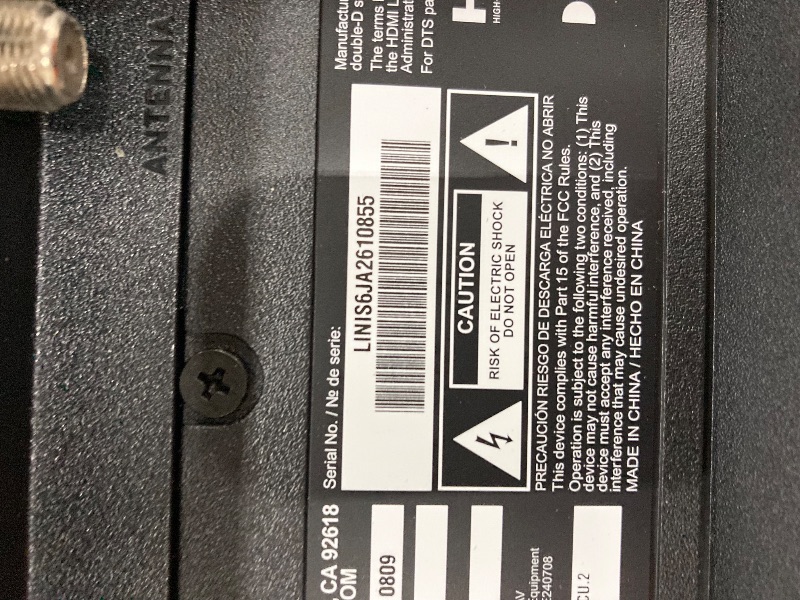 ANTENNA
Manufactu
double-D s
The terms
the HDMI L
Administrat
For DTS pa
HIGH-
, CA 92618
OM
0809
AV
quipment
E240708
CU.2
Serial No. / № de serie:
LINIS6JA2610855
CAUTION
RISK OF ELECTRIC SHOCK
DO NOT OPEN
PRECAUCIÓN RIESGO DE DESCARGA ELÉCTRICA NO ABRIR
This device complies with Part 15 of the FCC Rules.
Operation is subject to the following two conditions: (1) This
device may not cause harmful interference, and (2) This
device must accept any interference received, including
interference that may cause undesired operation.
MADE IN CHINA / HECHO EN CHINA